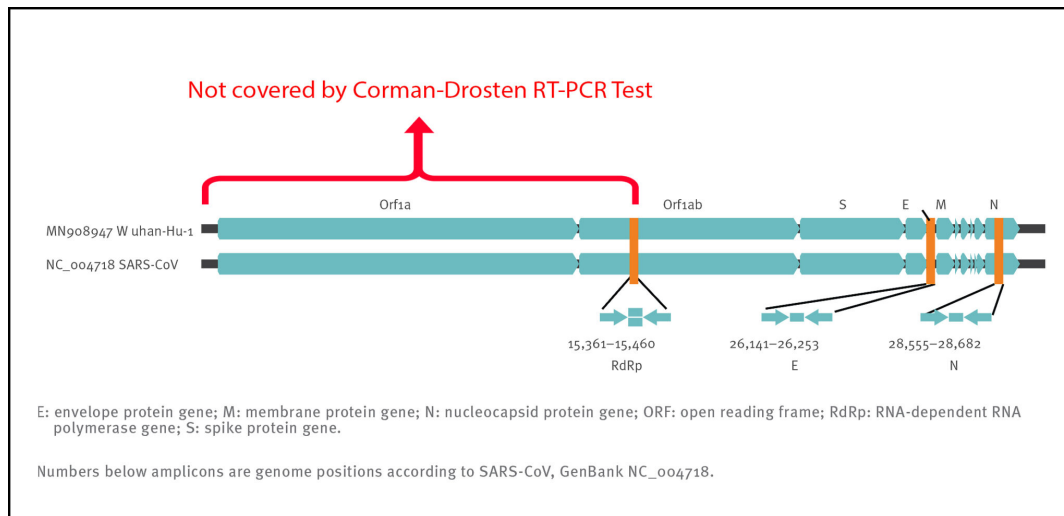 Not covered by Corman-Drosten RT-PCR Test
Orf1a Orf1ab S E M N
MN908947 W uhan-Hu-1
NC_004718 SARS-CoV
15,361–15,460 26,141–26,253 28,555–28,682
RdRp E N
E: envelope protein gene; M: membrane protein gene; N: nucleocapsid protein gene; ORF: open reading frame; RdRp: RNA-dependent RNA
polymerase gene; S: spike protein gene.
Numbers below amplicons are genome positions according to SARS-CoV, GenBank NC_004718.